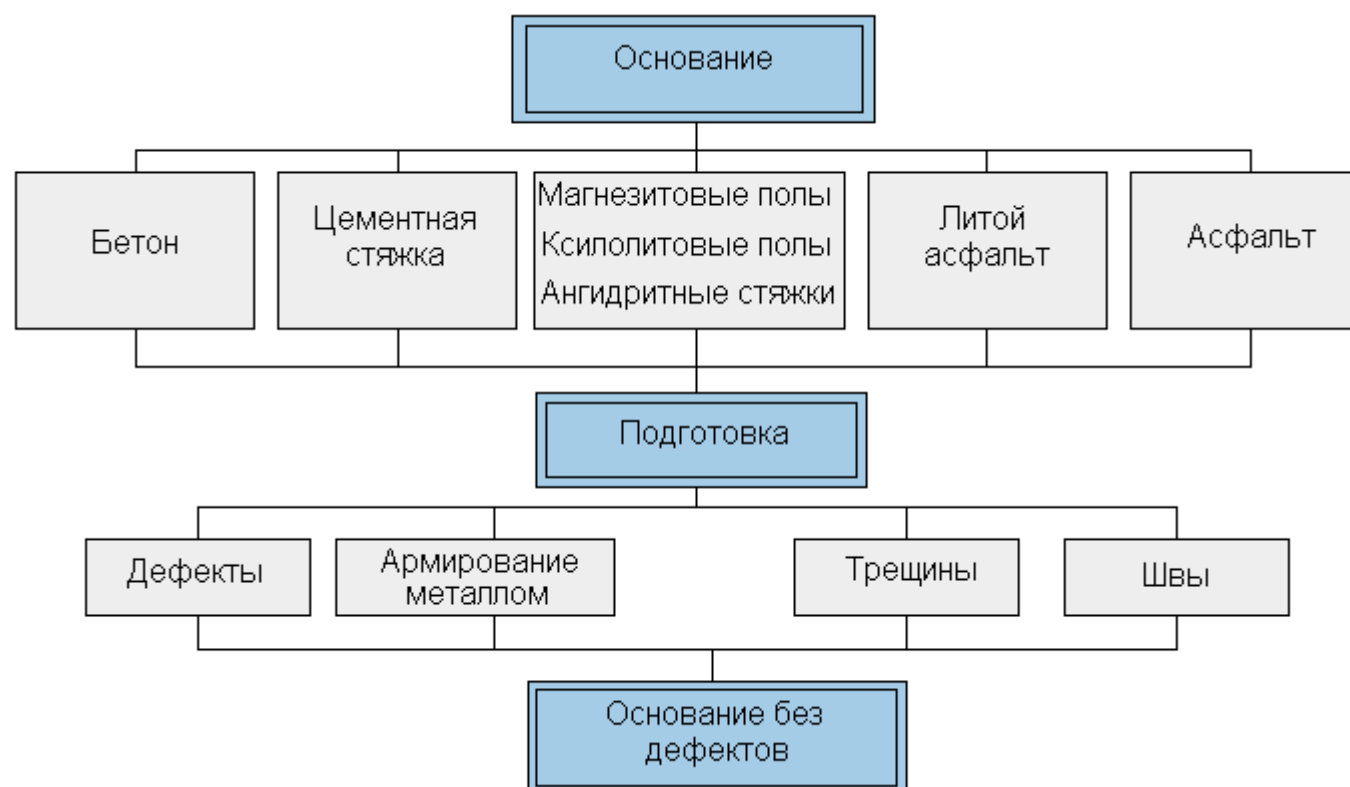 Основание
Бетон
Цементная
стяжка
Магнезитовые полы
Ксилолитовые полы
Ангидритные стяжки
Литой
асфальт
Асфальт
Подготовка
Дефекты
Армирование
металлом
Трещины
Швы
Основание без
дефектов